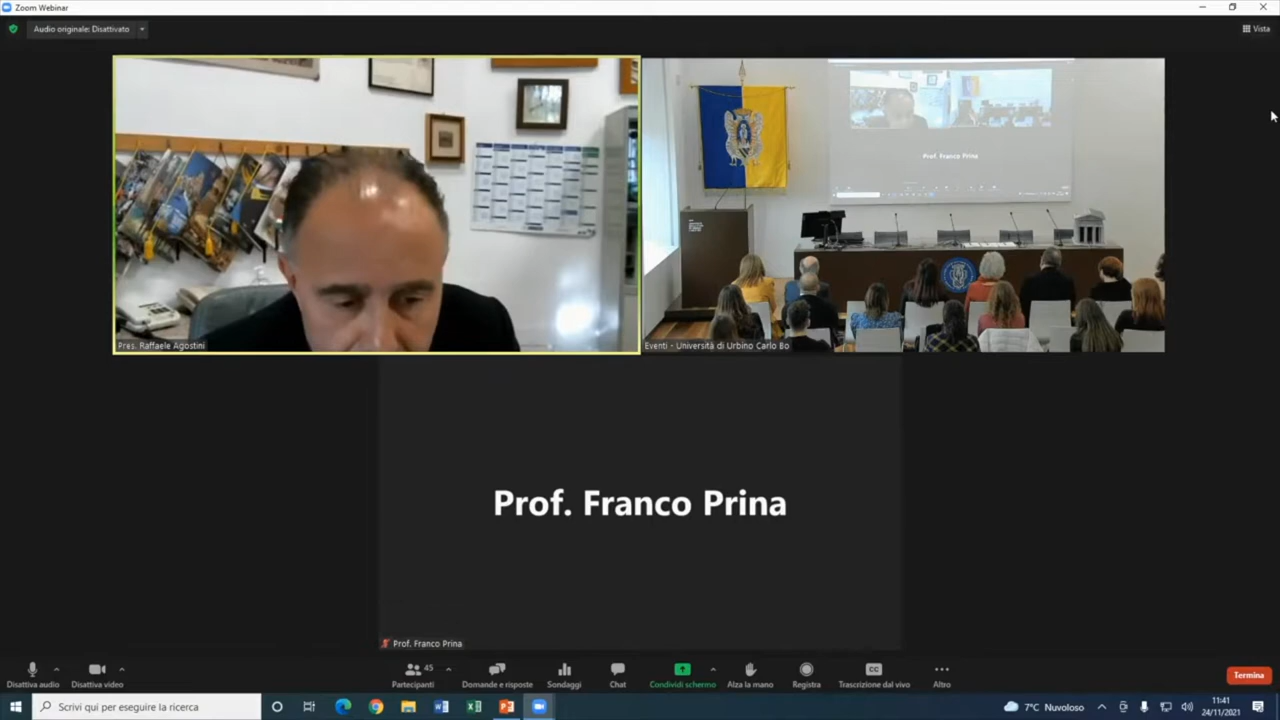 Zoom Webinar
Audio originale: Disattivato
Vista
Prof. Franco Prina
Pres. Raffaele Agostini
Eventi - Università di Urbino Carlo Bo
Prof. Franco Prina
Prof. Franco Prina
Disattiva audio
Disattiva video
Partecipanti
45
Domande e risposte
Sondaggi
Chat
Condividi schermo
Alza la mano
Registra
CC
Trascrizione dal vivo
Altro
Termina
Scrivi qui per eseguire la ricerca
7°C Nuvoloso
11:41
24/11/2021